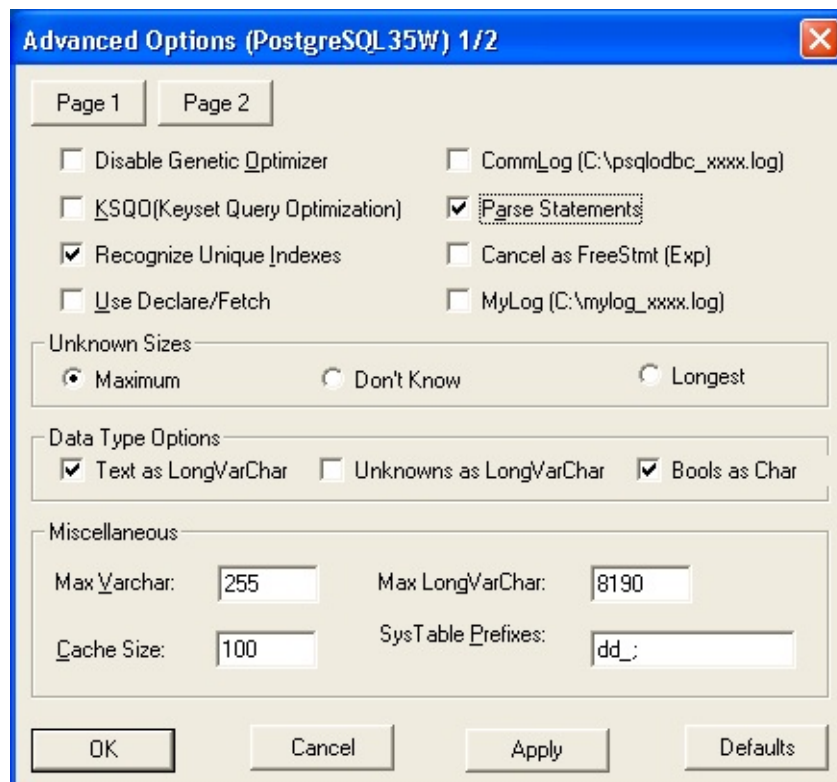 Advanced Options (PostgreSQL35W) 1/2
Page 1 Page 2
Disable Genetic Optimizer CommLog (C:\psqlodbc_xxxx.log)
KSQO(Keyset Query Optimization) Parse Statements
Recognize Unique Indexes Cancel as FreeStmt (Exp)
Use Declare/Fetch MyLog (C:\mylog_xxxx.log)
Unknown Sizes
Maximum Don't Know Longest
Data Type Options
Text as LongVarChar Unknowns as LongVarChar Bools as Char
Miscellaneous
Max Varchar: 255 Max LongVarChar: 8190
Cache Size: 100 SysTable Prefixes: dd_;
OK Cancel Apply Defaults